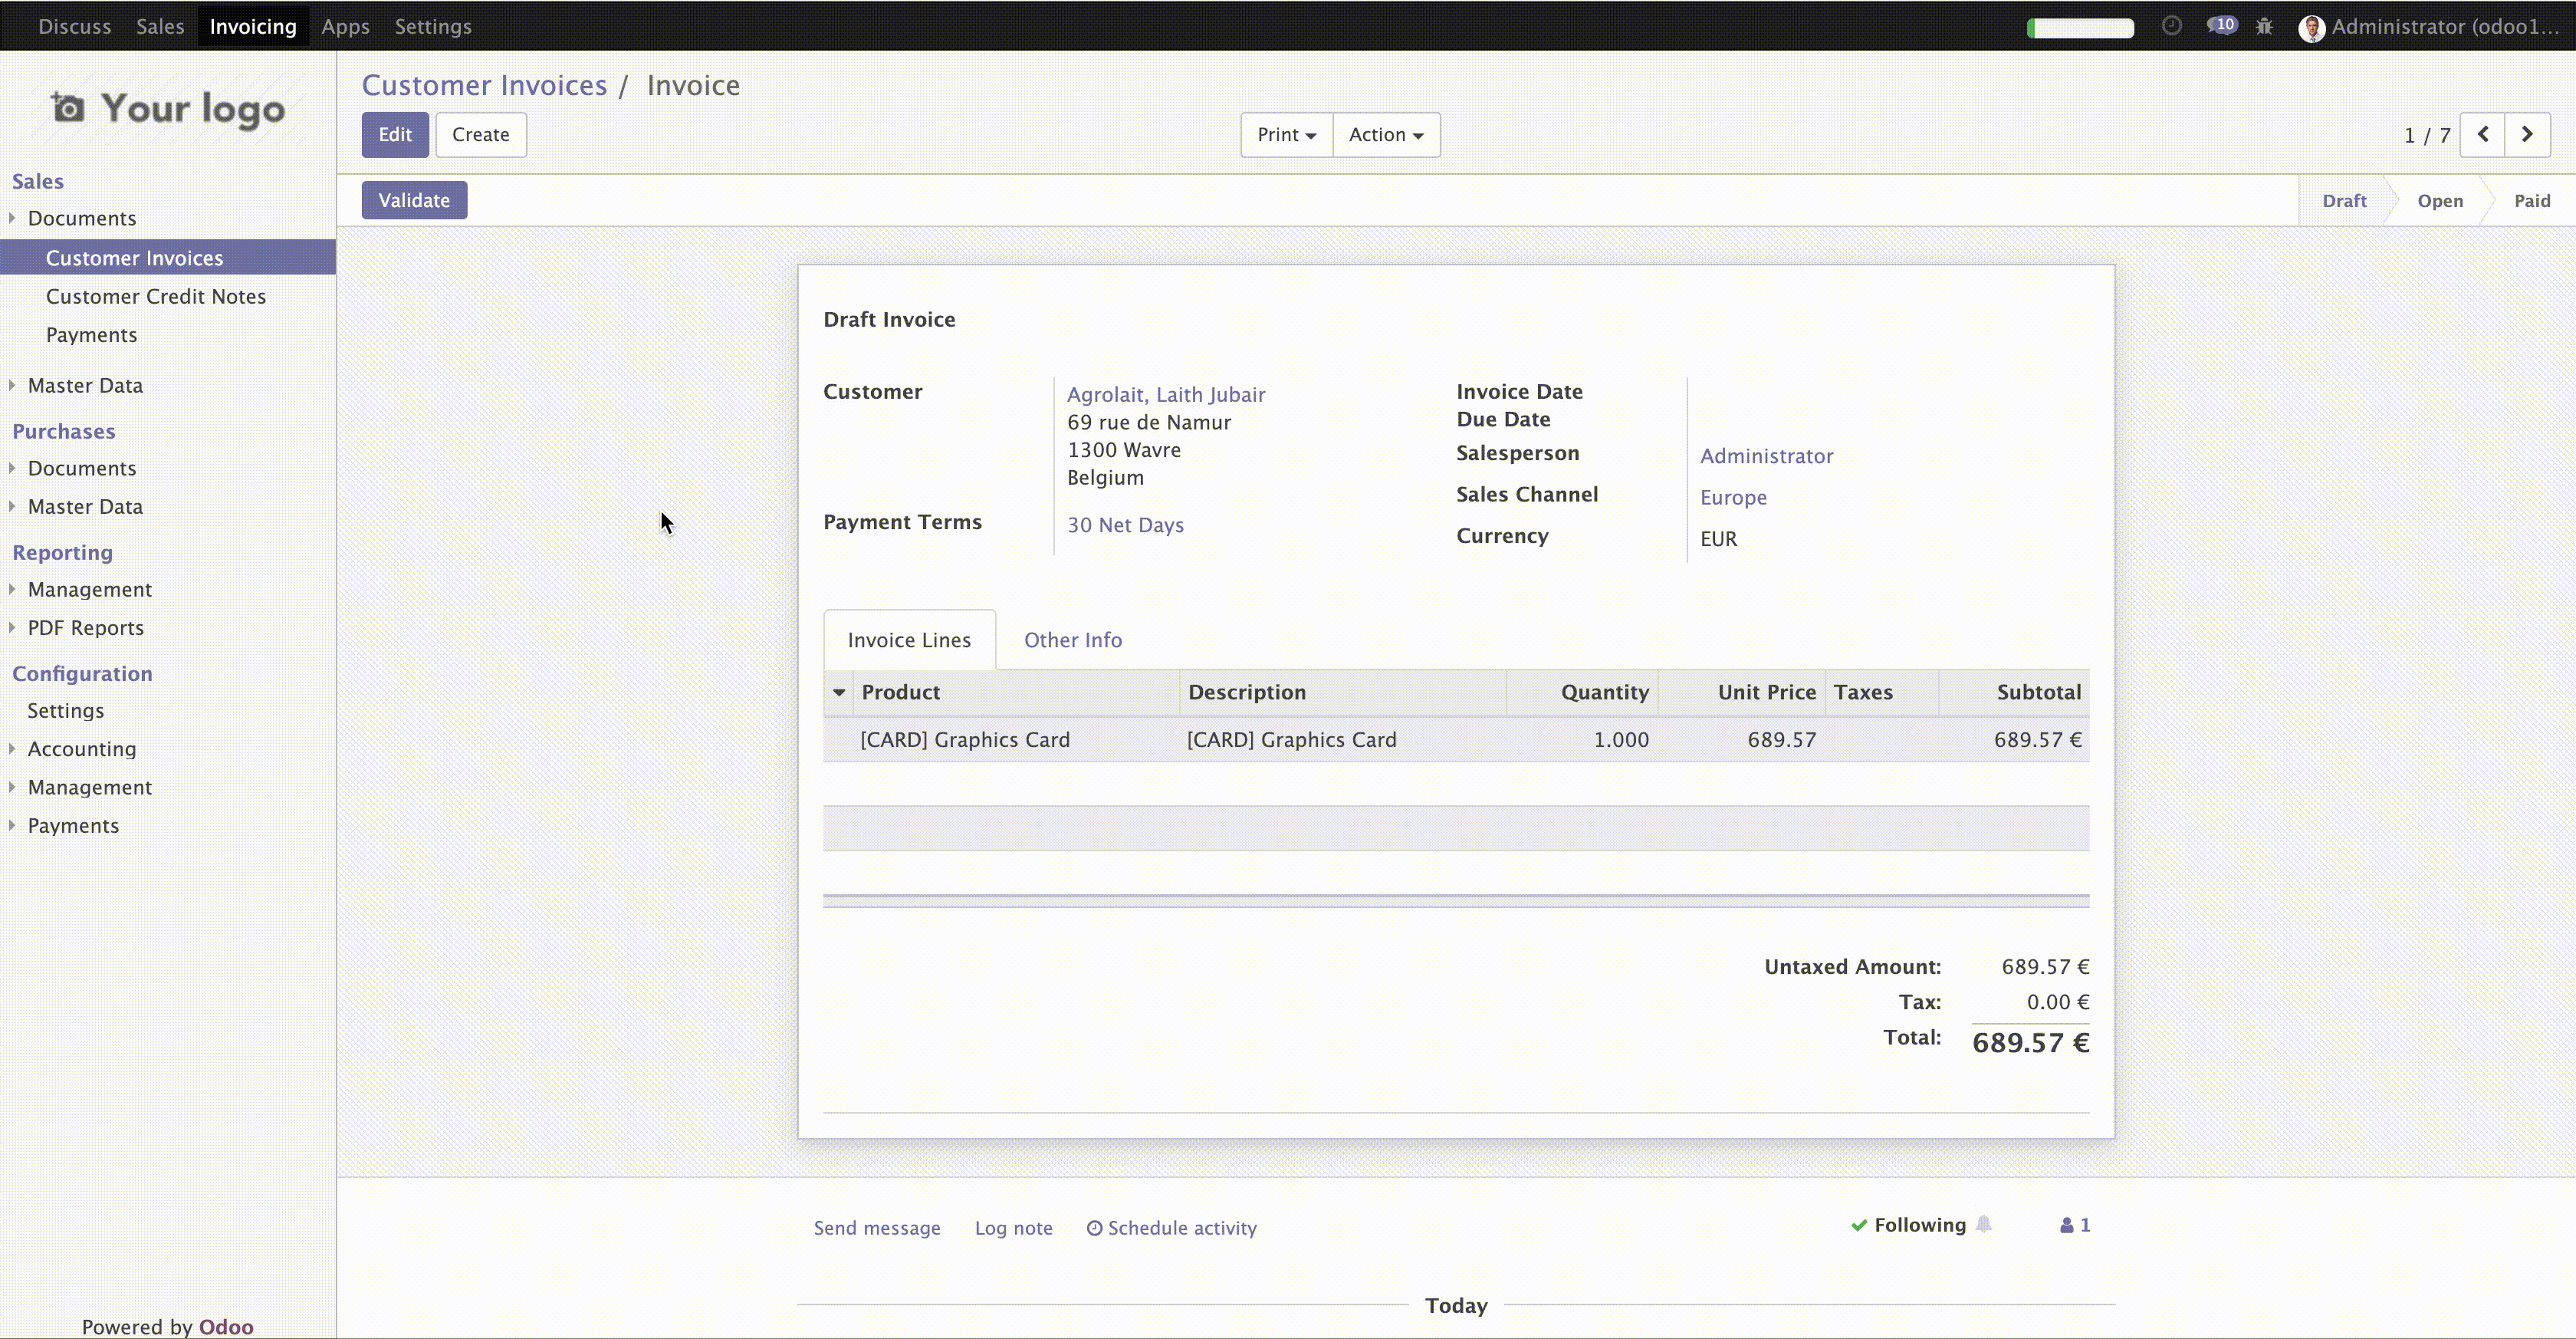 Discuss Sales Invoicing Apps Settings 10 Administrator (odoo1...
Your logo
Sales
Documents
Customer Invoices
Customer Credit Notes
Payments
Master Data
Purchases
Documents
Master Data
Reporting
Management
PDF Reports
Configuration
Settings
Accounting
Management
Payments
Powered by Odoo
Customer Invoices / Invoice
Edit Create Print Action 1 / 7
Validate Draft Open Paid
Draft Invoice
Customer Agrolait, Laith Jubair
69 rue de Namur
1300 Wavre
Belgium
Payment Terms 30 Net Days
Invoice Date
Due Date
Salesperson Administrator
Sales Channel Europe
Currency EUR
Invoice Lines Other Info
Product Description Quantity Unit Price Taxes Subtotal
[CARD] Graphics Card [CARD] Graphics Card 1.000 689.57 689.57 €
Untaxed Amount: 689.57 €
Tax: 0.00 €
Total: 689.57 €
Send message Log note Schedule activity Following 1
Today